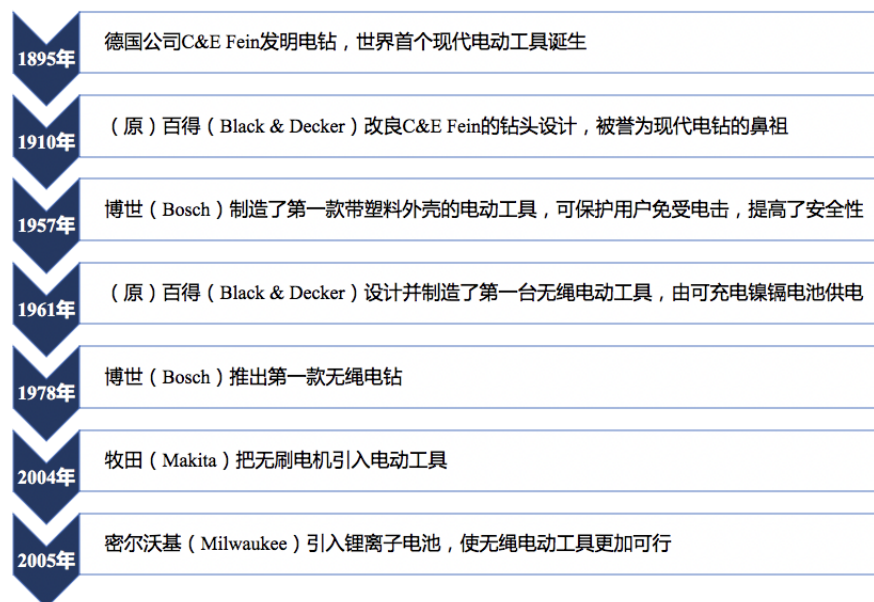 1895年
德国公司C&E Fein发明电钻，世界首个现代电动工具诞生
1910年
（原）百得（Black & Decker）改良C&E Fein的钻头设计，被誉为现代电钻的鼻祖
1957年
博世（Bosch）制造了第一款带塑料外壳的电动工具，可保护用户免受电击，提高了安全性
1961年
（原）百得（Black & Decker）设计并制造了第一台无绳电动工具，由可充电镍镉电池供电
1978年
博世（Bosch）推出第一款无绳电钻
2004年
牧田（Makita）把无刷电机引入电动工具
2005年
密尔沃基（Milwaukee）引入锂离子电池，使无绳电动工具更加可行